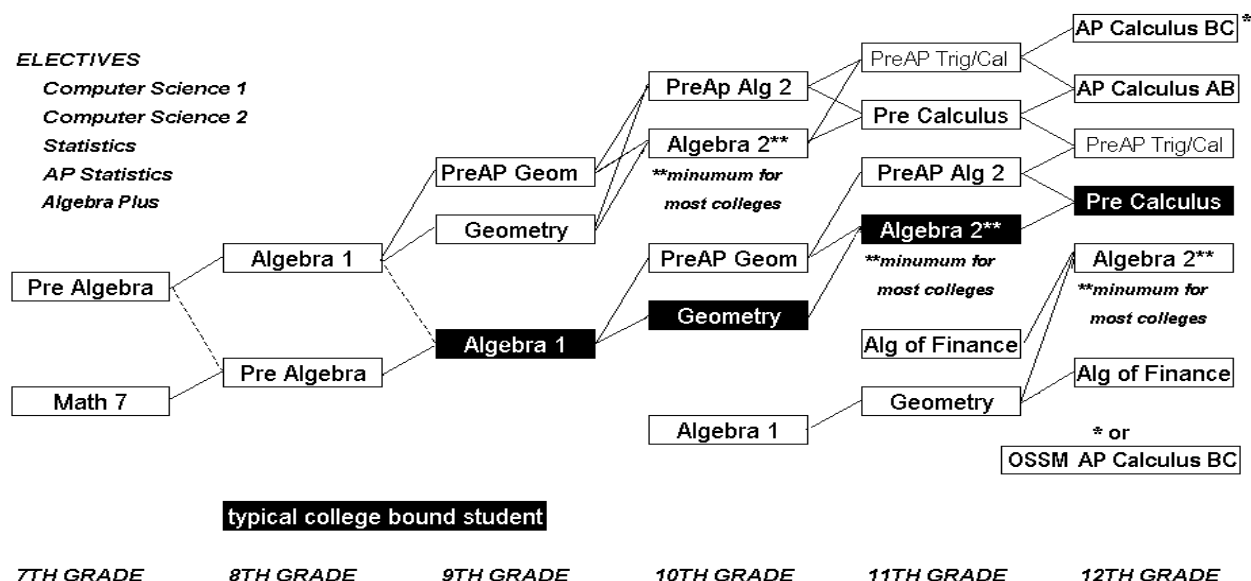 ELECTIVES
Computer Science 1
Computer Science 2
Statistics
AP Statistics
Algebra Plus
Pre Algebra
Math 7
Algebra 1
Pre Algebra
PreAP Geom
Geometry
Algebra 1
PreAp Alg 2
Algebra 2**
**minumum for
most colleges
PreAP Geom
Geometry
Algebra 1
PreAP Trig/Cal
Pre Calculus
PreAP Alg 2
Algebra 2**
**minumum for
most colleges
Alg of Finance
Geometry
AP Calculus BC *
AP Calculus AB
PreAP Trig/Cal
Pre Calculus
Algebra 2**
**minumum for
most colleges
Alg of Finance
* or
OSSM AP Calculus BC
typical college bound student
7TH GRADE 8TH GRADE 9TH GRADE 10TH GRADE 11TH GRADE 12TH GRADE